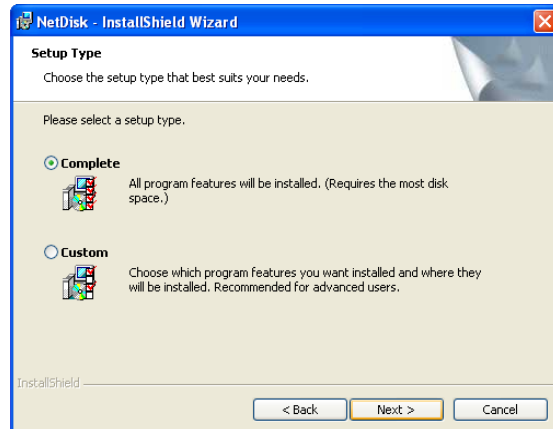 NetDisk - InstallShield Wizard
Setup Type
Choose the setup type that best suits your needs.
Please select a setup type.
Complete
All program features will be installed. (Requires the most disk
space.)
Custom
Choose which program features you want installed and where they
will be installed. Recommended for advanced users.
InstallShield
< Back Next > Cancel